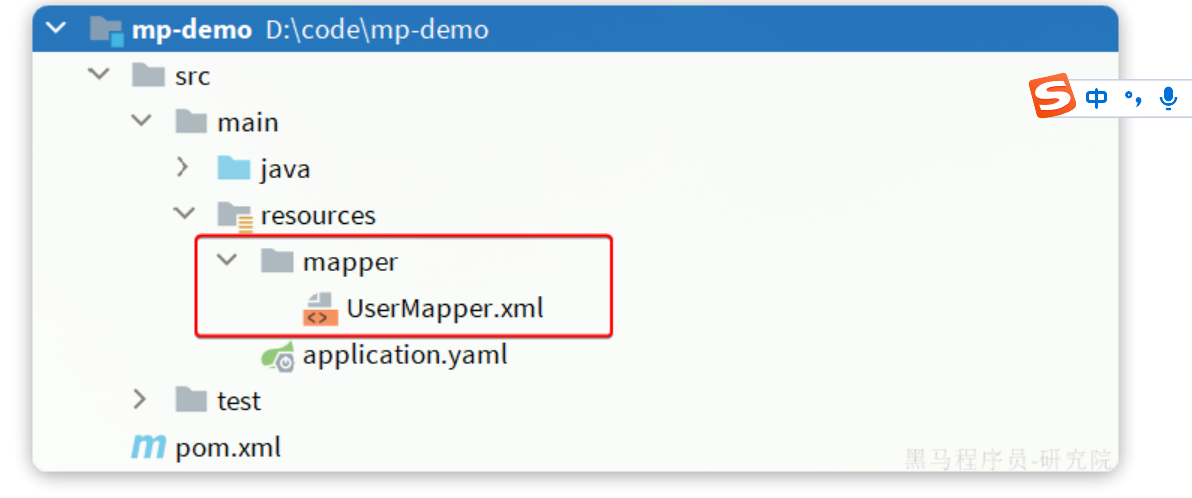 mp-demo D:\code\mp-demo
src
main
中
java
resources
mapper
UserMapper.xml
application.yaml
test
pom.xml
黑马程序员-研究院